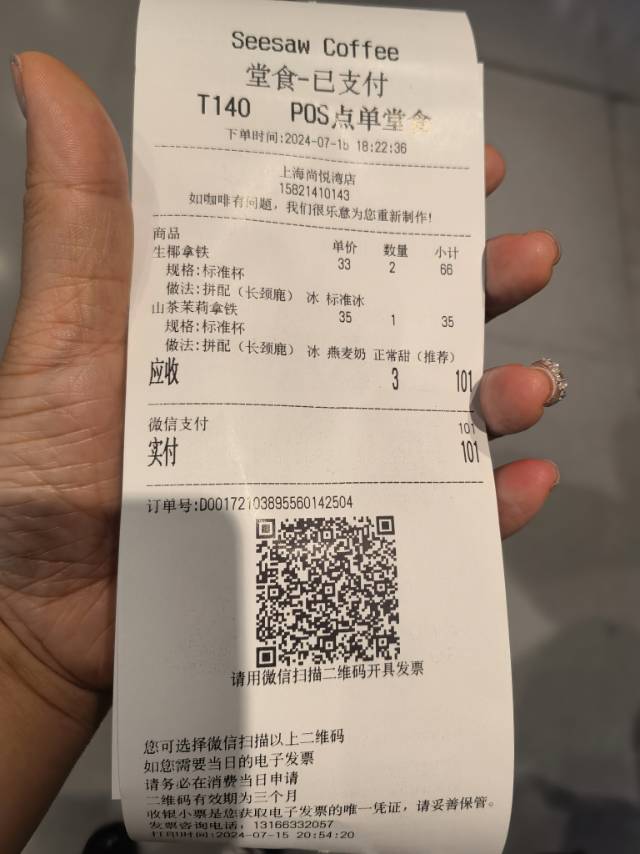 Seesaw Coffee
堂食-已支付
T140 POS点单堂食
下单时间:2024-07-15 18:22:36
上海尚悦湾店
15821410143
如咖啡有问题，我们很乐意为您重新制作!
商品 单价 数量 小计
生椰拿铁 33 2 66
规格:标准杯
做法:拼配（长颈鹿） 冰 标准冰
山茶茉莉拿铁 35 1 35
规格:标准杯
做法:拼配（长颈鹿） 冰 燕麦奶 正常甜（推荐）
应收 3 101
微信支付 101
实付 101
订单号:D00172103895560142504
请用微信扫描二维码开具发票
您可选择微信扫描以上二维码
如您需要当日的电子发票
请务必在消费当日申请
二维码有效期为三个月
收银小票是您获取电子发票的唯一凭证，请妥善保管。
发票咨询电话，13166332057
打印时间:2024-07-15 20:54:20